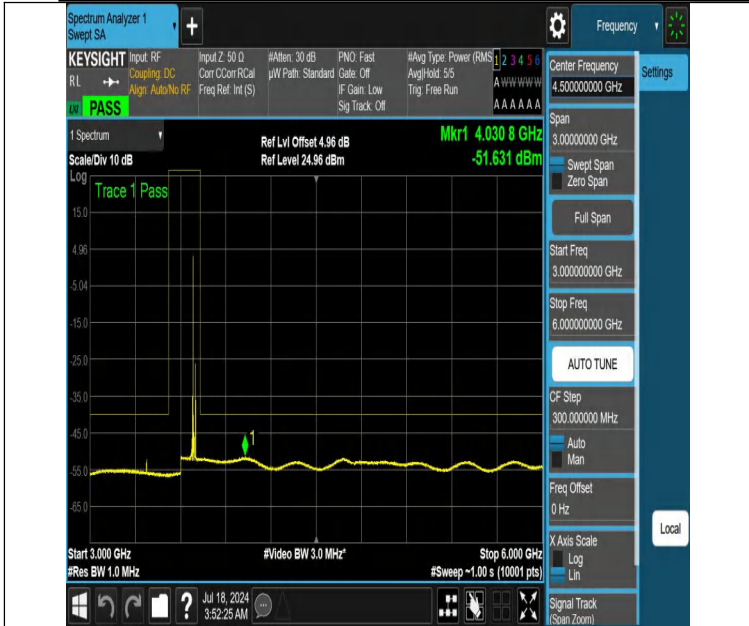 Spectrum Analyzer 1
Swept SA
+
Frequency
KEYSIGHT
RL
PASS
Input: RF
Coupling: DC
Align: Auto/No RF
Input Z: 50 Ω
Corr CCorr RCal
Freq Ref: Int (S)
#Atten: 30 dB
µW Path: Standard
PNO: Fast
Gate: Off
IF Gain: Low
Sig Track: Off
#Avg Type: Power (RMS
Avg|Hold: 5/5
Trig: Free Run
1 2 3 4 5 6
A W W W W W
A A A A A A
1 Spectrum
Scale/Div 10 dB
Ref Lvl Offset 4.96 dB
Ref Level 24.96 dBm
Mkr1 4.030 8 GHz
-51.631 dBm
Log
Trace 1 Pass
15.0
4.96
-5.04
-15.0
-25.0
-35.0
-45.0
-55.0
-65.0
1
Start 3.000 GHz
#Res BW 1.0 MHz
#Video BW 3.0 MHz*
Stop 6.000 GHz
#Sweep ~1.00 s (10001 pts)
Jul 18, 2024
3:52:25 AM
?
Center Frequency
4.500000000 GHz
Span
3.00000000 GHz
Swept Span
Zero Span
Full Span
Start Freq
3.000000000 GHz
Stop Freq
6.000000000 GHz
AUTO TUNE
CF Step
300.000000 MHz
Auto
Man
Freq Offset
0 Hz
X Axis Scale
Log
Lin
Signal Track
(Span Zoom)
Settings
Local